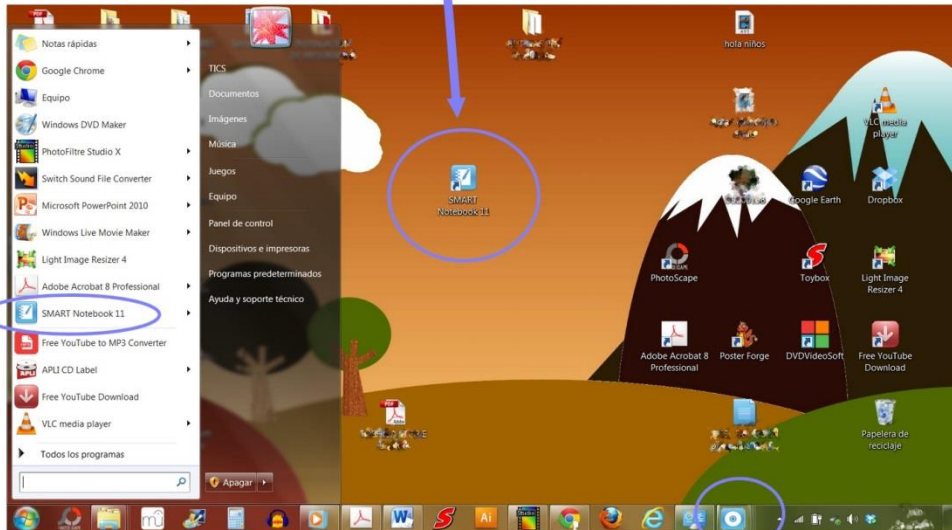 Notas rápidas
Google Chrome
Equipo
Windows DVD Maker
PhotoFiltre Studio X
Switch Sound File Converter
Microsoft PowerPoint 2010
Windows Live Movie Maker
Light Image Resizer 4
Adobe Acrobat 8 Professional
SMART Notebook 11
Free YouTube to MP3 Converter
APLI CD Label
Free YouTube Download
VLC media player
Todos los programas
TICS
Documentos
Imágenes
Música
Juegos
Equipo
Panel de control
Dispositivos e impresoras
Programas predeterminados
Ayuda y soporte técnico
Apagar
SMART
Notebook 11
hola niños
VLC media
player
Google Earth
Dropbox
PhotoScape
Toybox
Light Image
Resizer 4
Adobe Acrobat 8
Professional
Poster Forge
DVDVideoSoft
Free YouTube
Download
Papelera de
reciclaje